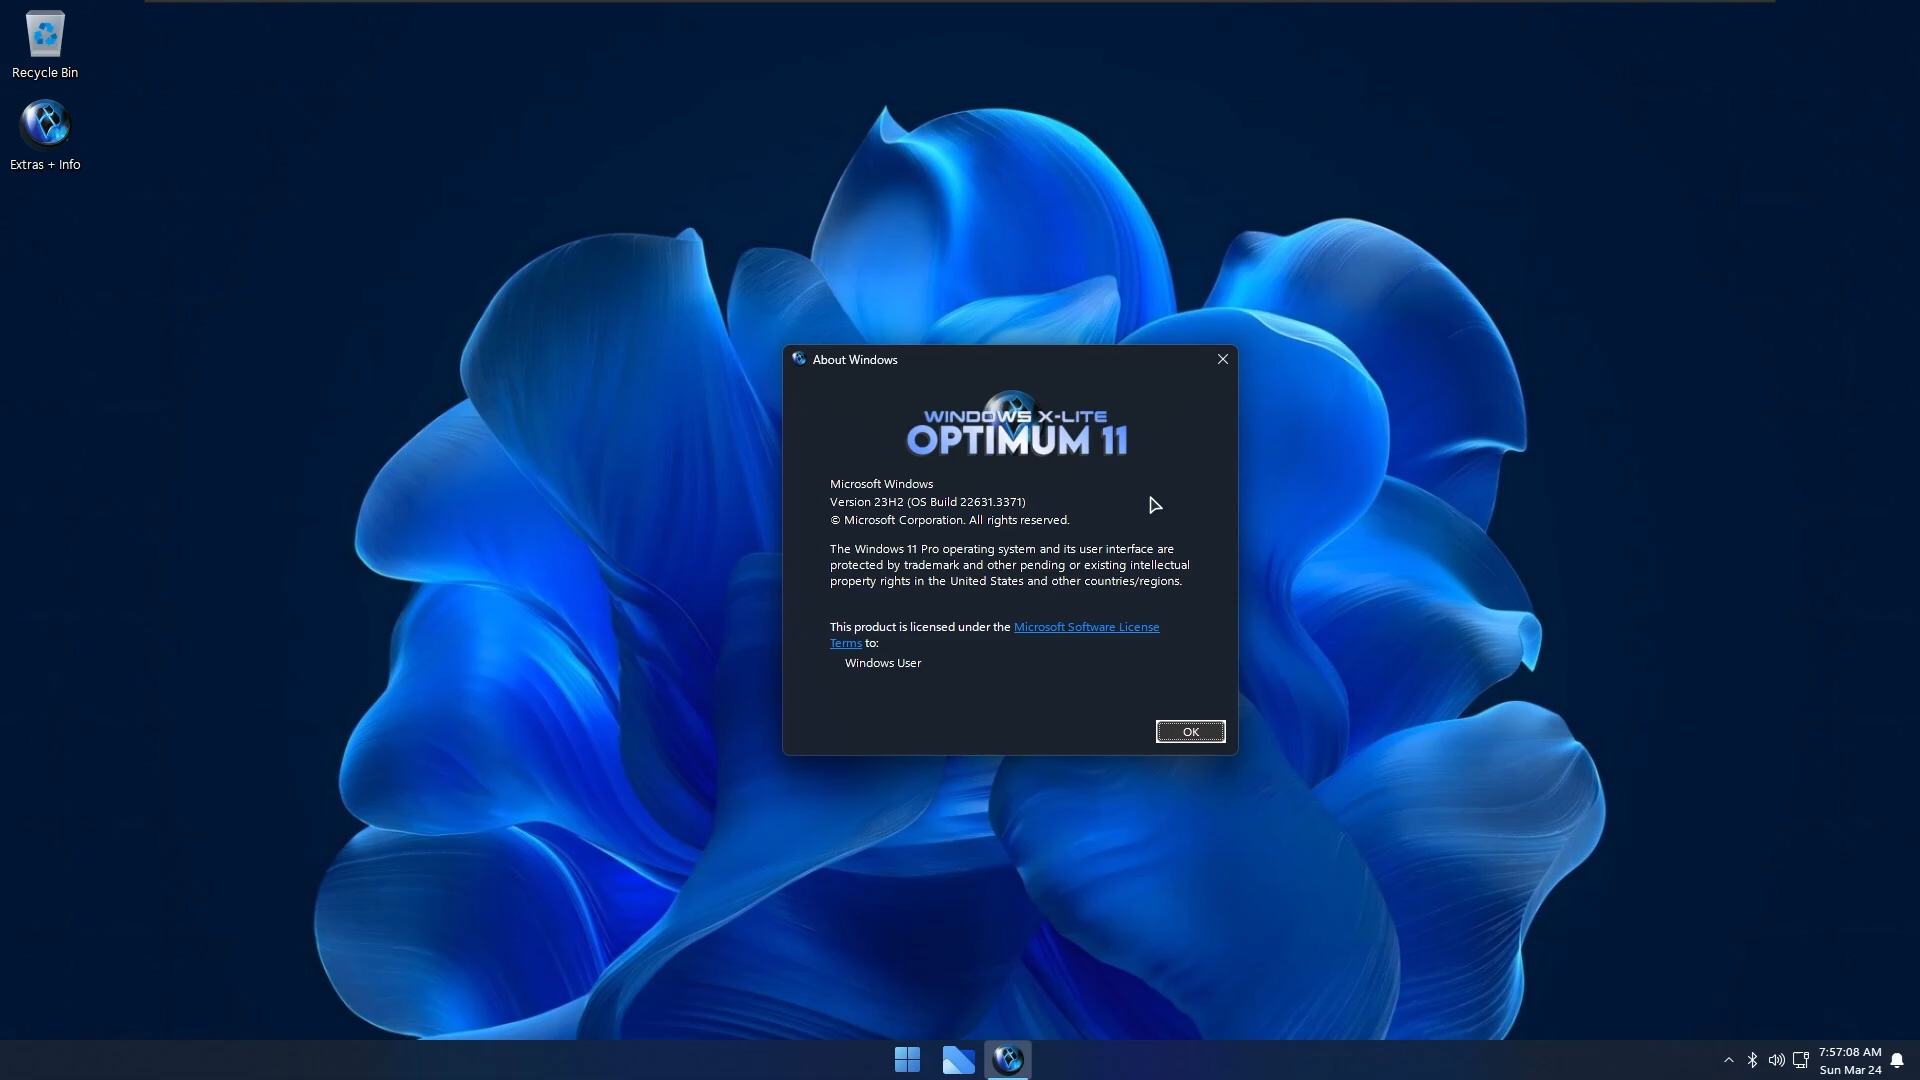 Recycle Bin
Extras + Info
About Windows
WINDOWS X-LITE
OPTIMUM 11
Microsoft Windows
Version 23H2 (OS Build 22631.3371)
© Microsoft Corporation. All rights reserved.
The Windows 11 Pro operating system and its user interface are
protected by trademark and other pending or existing intellectual
property rights in the United States and other countries/regions.
This product is licensed under the Microsoft Software License
Terms to:
Windows User
OK
7:57:08 AM
Sun Mar 24